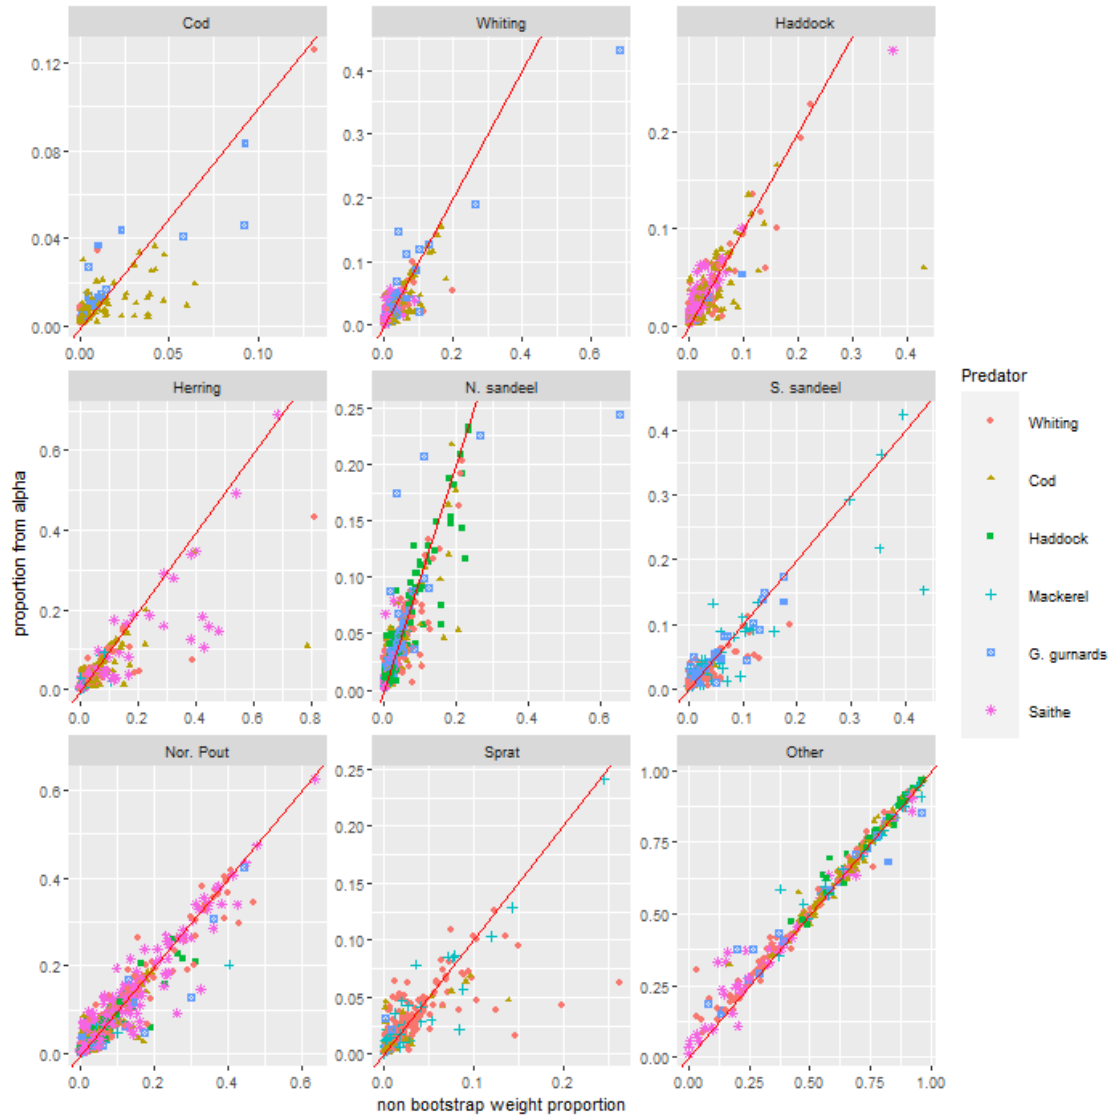 Cod Whiting Haddock
0.12
0.08
0.04
0.00
0.4
0.3
0.2
0.1
0.0
0.2
0.1
0.0
0.00 0.05 0.10
0.0 0.2 0.4 0.6
0.0 0.1 0.2 0.3 0.4
Herring N. sandeel S. sandeel
0.6
0.4
0.2
0.0
0.25
0.20
0.15
0.10
0.05
0.00
0.4
0.3
0.2
0.1
0.0
0.0 0.2 0.4 0.6 0.8
0.0 0.2 0.4 0.6
0.0 0.1 0.2 0.3 0.4
Nor. Pout Sprat Other
0.6
0.4
0.2
0.0
0.25
0.20
0.15
0.10
0.05
0.00
1.00
0.75
0.50
0.25
0.00
0.0 0.2 0.4 0.6
0.0 0.1 0.2
0.00 0.25 0.50 0.75 1.00
proportion from alpha
non bootstrap weight proportion
Predator
Whiting
Cod
Haddock
Mackerel
G. gurnards
Saithe